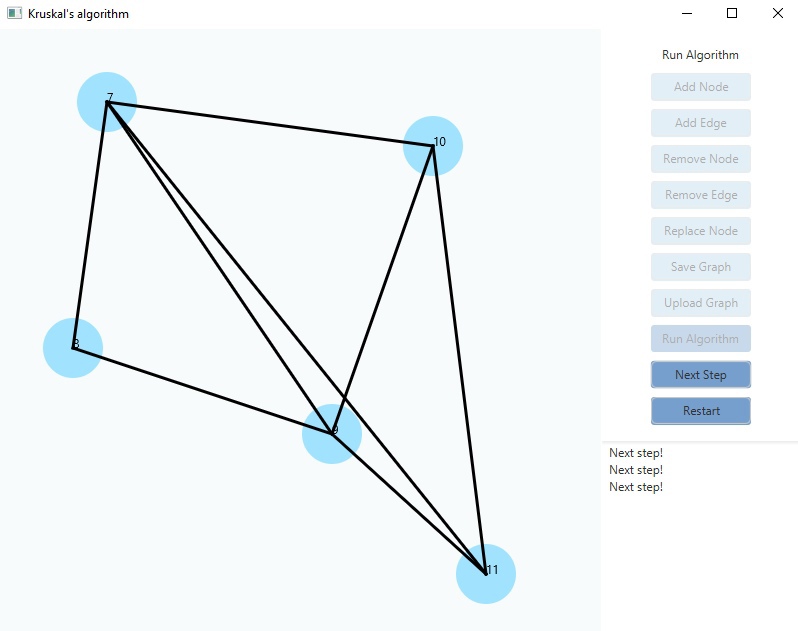 Kruskal's algorithm
7
10
8
9
11
Run Algorithm
Add Node
Add Edge
Remove Node
Remove Edge
Replace Node
Save Graph
Upload Graph
Run Algorithm
Next Step
Restart
Next step!
Next step!
Next step!